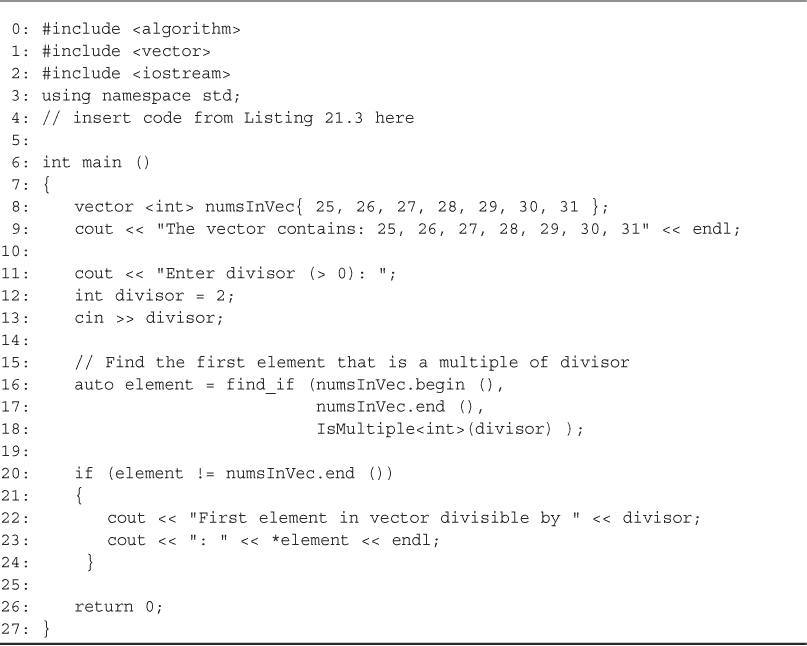 0: #include <algorithm>
1: #include <vector>
2: #include <iostream>
3: using namespace std;
4: // insert code from Listing 21.3 here
5:
6: int main ()
7: {
8:    vector <int> numsInVec{ 25, 26, 27, 28, 29, 30, 31 };
9:    cout << "The vector contains: 25, 26, 27, 28, 29, 30, 31" << endl;
10:
11:    cout << "Enter divisor (> 0): ";
12:    int divisor = 2;
13:    cin >> divisor;
14:
15:    // Find the first element that is a multiple of divisor
16:    auto element = find_if (numsInVec.begin (),
17:                            numsInVec.end (),
18:                            IsMultiple<int>(divisor) );
19:
20:    if (element != numsInVec.end ())
21:    {
22:       cout << "First element in vector divisible by " << divisor;
23:       cout << ": " << *element << endl;
24:     }
25:
26:    return 0;
27: }